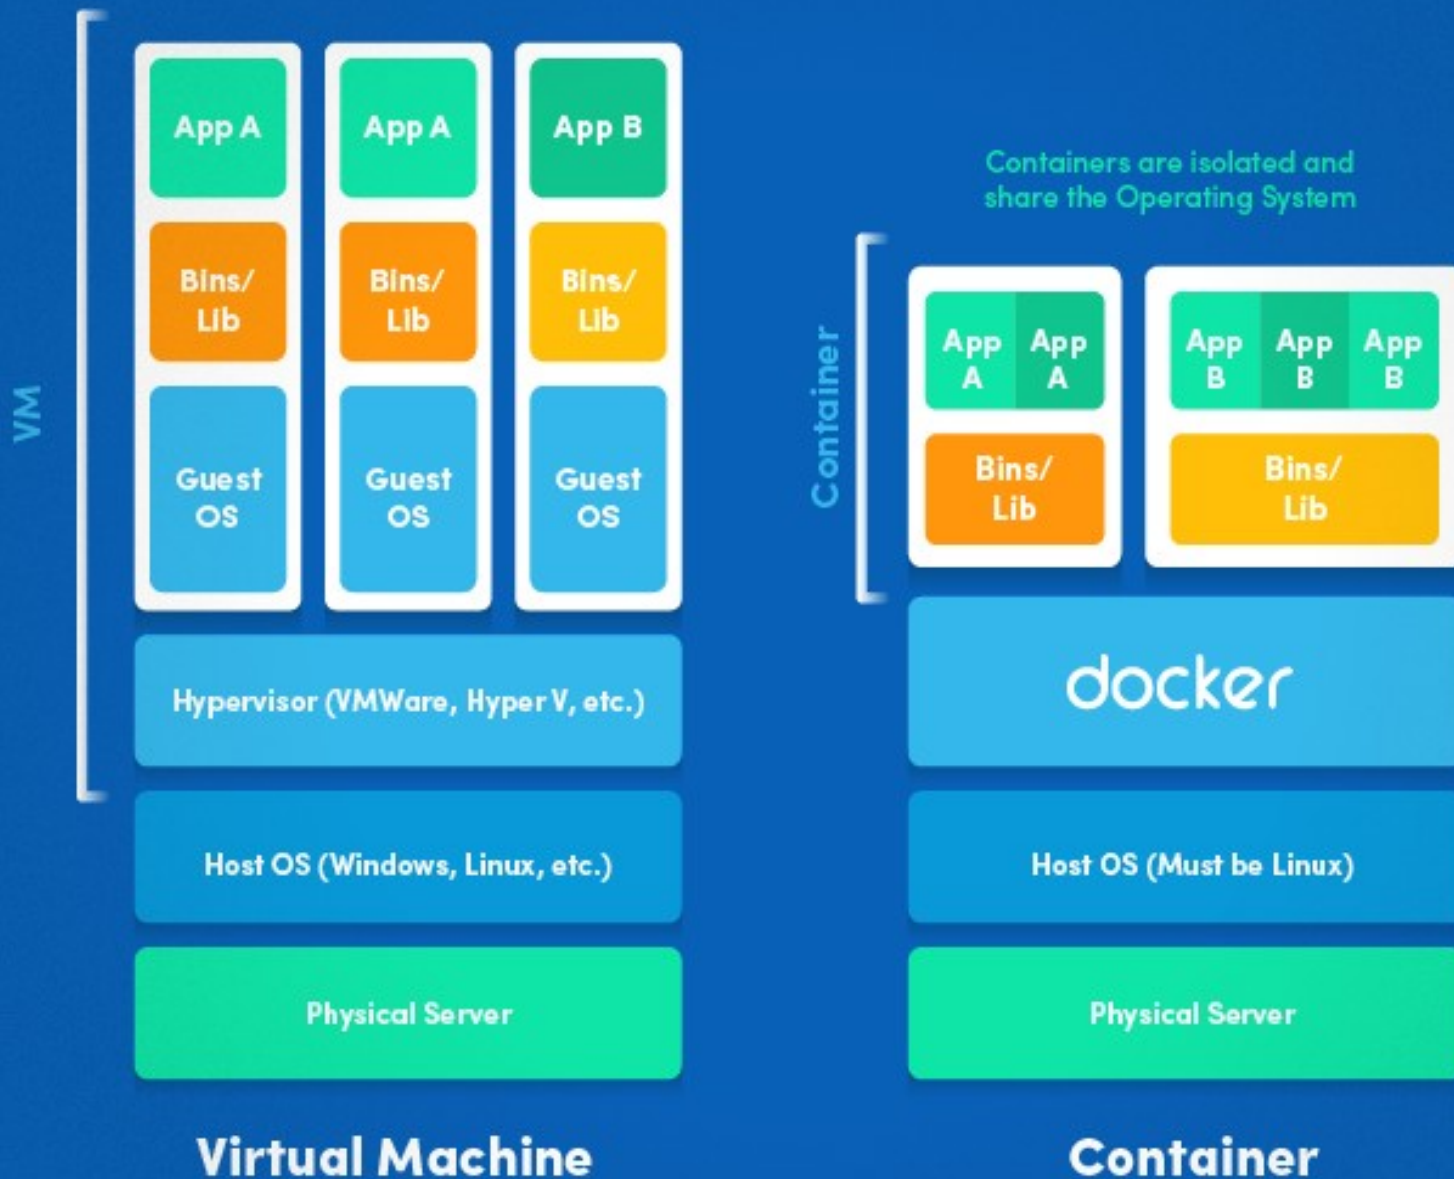 VM
App A
App A
App B
Bins/
Lib
Bins/
Lib
Bins/
Lib
Guest
OS
Guest
OS
Guest
OS
Hypervisor (VMWare, Hyper V, etc.)
Host OS (Windows, Linux, etc.)
Physical Server
Virtual Machine
Containers are isolated and
share the Operating System
Container
App
A
App
A
App
B
App
B
App
B
Bins/
Lib
Bins/
Lib
docker
Host OS (Must be Linux)
Physical Server
Container